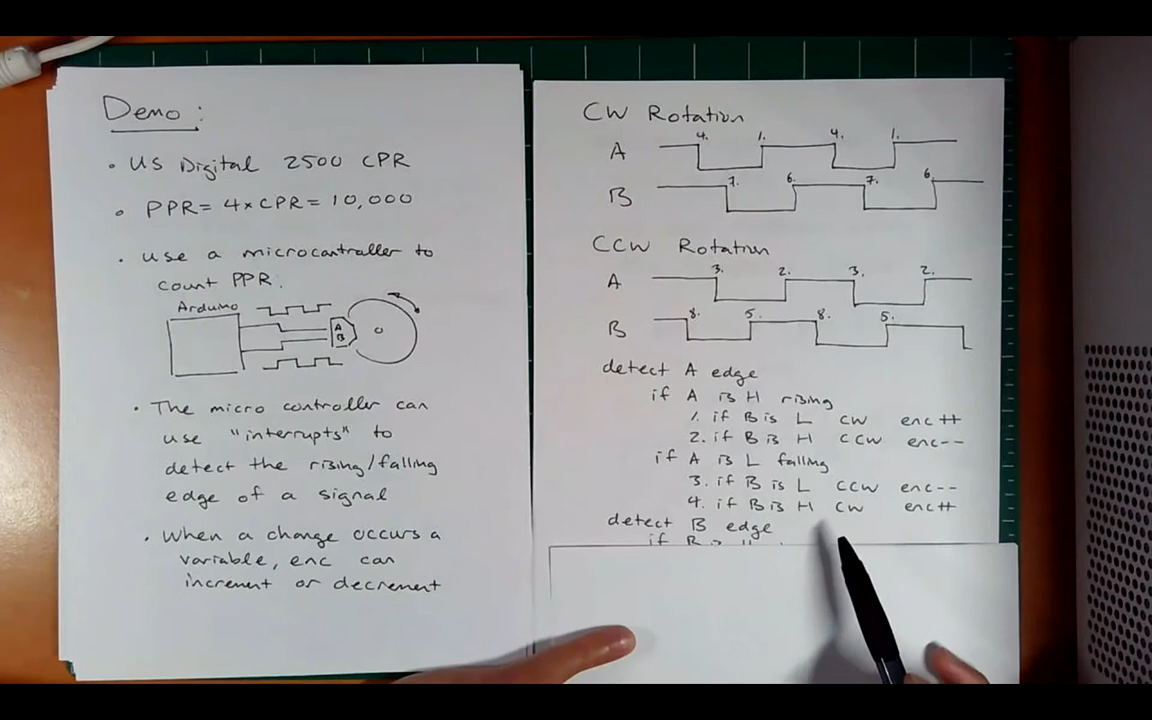 Demo:
• US Digital 2500 CPR
• PPR = 4 x CPR = 10,000
• use a microcontroller to
count PPR.
Arduino
A
B
• The micro controller can
use "interrupts" to
detect the rising/falling
edge of a signal
• When a change occurs a
variable, enc can
increment or decrement
CW Rotation
4. 1. 4. 1.
A
7. 6. 7. 6
B
CCW Rotation
3. 2. 3. 2.
A
8. 5. 8. 5.
B
detect A edge
if A is H rising
1. if B is L CW enc++
2. if B is H CCW enc--
if A is L falling
3. if B is L CCW enc--
4. if B is H CW enc++
detect B edge
if B